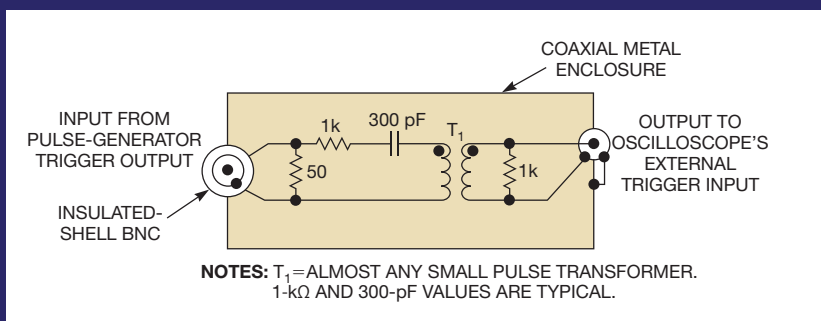 COAXIAL METAL
ENCLOSURE
INPUT FROM
PULSE-GENERATOR
TRIGGER OUTPUT
1k
300 pF
T1
50
1k
OUTPUT TO
OSCILLOSCOPE'S
EXTERNAL
TRIGGER INPUT
INSULATED-
SHELL BNC
NOTES: T1=ALMOST ANY SMALL PULSE TRANSFORMER.
1-kΩ AND 300-pF VALUES ARE TYPICAL.